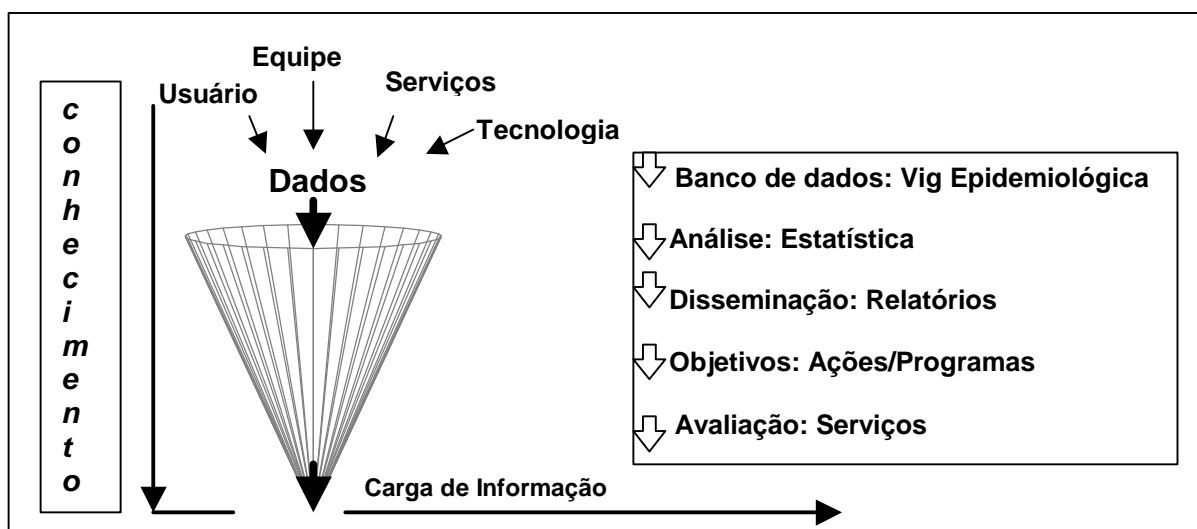 conhecimento
Equipe
Usuário
Serviços
Tecnologia
Dados
Banco de dados: Vig Epidemiológica
Análise: Estatística
Disseminação: Relatórios
Objetivos: Ações/Programas
Avaliação: Serviços
Carga de Informação